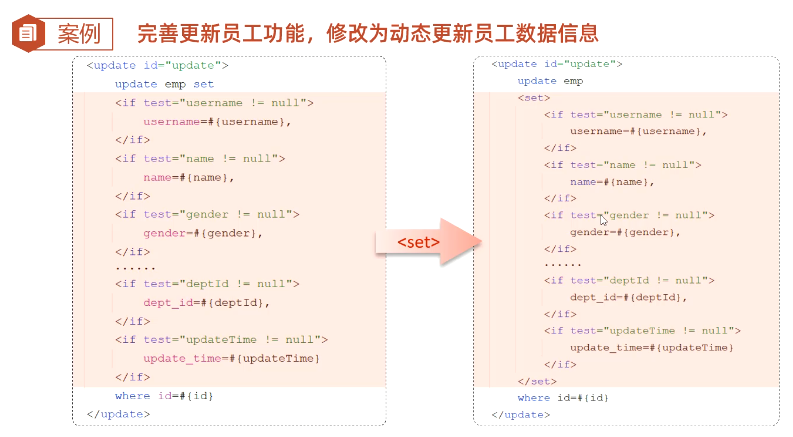 案例
完善更新员工功能，修改为动态更新员工数据信息
<update id="update">
update emp set
<if test="username != null">
username=#{username},
</if>
<if test="name != null">
name=#{name},
</if>
<if test="gender != null">
gender=#{gender},
</if>
......
<if test="deptId != null">
dept_id=#{deptId},
</if>
<if test="updateTime != null">
update_time=#{updateTime}
</if>
where id=#{id}
</update>
<set>
<update id="update">
update emp
<set>
<if test="username != null">
username=#{username},
</if>
<if test="name != null">
name=#{name},
</if>
<if test="gender != null">
gender=#{gender},
</if>
......
<if test="deptId != null">
dept_id=#{deptId},
</if>
<if test="updateTime != null">
update_time=#{updateTime}
</if>
</set>
where id=#{id}
</update>